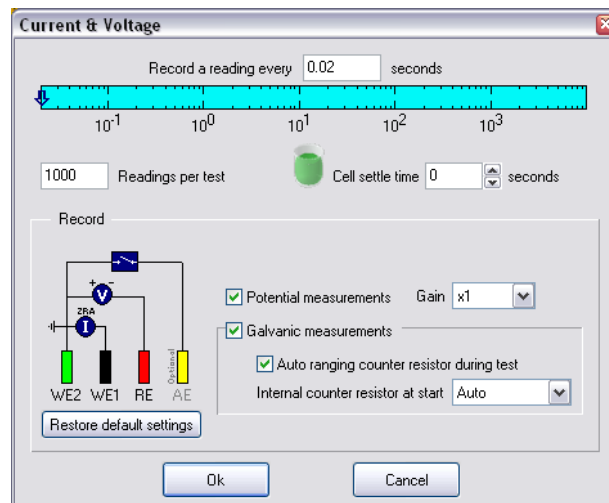 Current & Voltage
Record a reading every 0.02 seconds
10-1 100 101 102 103
1000 Readings per test Cell settle time 0 seconds
Record
+ V -
ZRA
I
Potential measurements Gain x1
Galvanic measurements
Auto ranging counter resistor during test
Internal counter resistor at start Auto
Optional
WE2 WE1 RE AE
Restore default settings
Ok Cancel